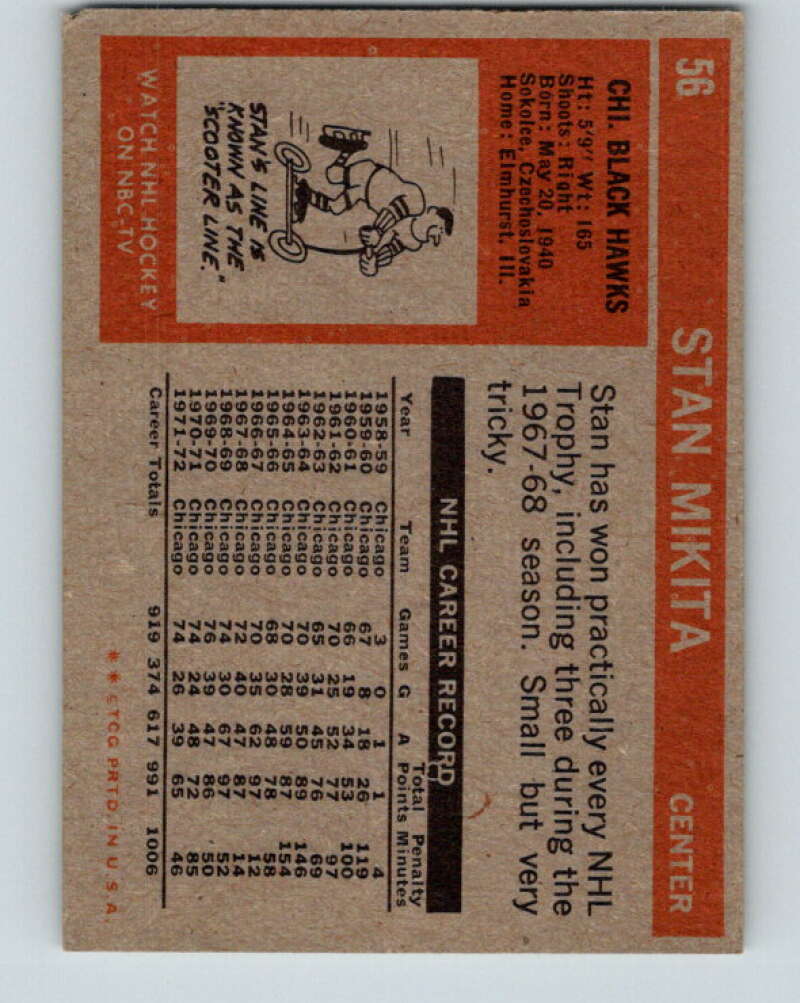 56 STAN MIKITA CENTER
CHI. BLACK HAWKS
Ht: 5'9" Wt: 165
Shoots: Right
Born: May 20, 1940
Sokolce, Czechoslovakia
Home: Elmhurst, Ill.
STAN'S LINE IS
KNOWN AS THE
"SCOOTER LINE."
WATCH NHL HOCKEY
ON NBC-TV
Stan has won practically every NHL
Trophy, including three during the
1967-68 season. Small but very
tricky.
NHL CAREER RECORD
Total Penalty
Year Team Games G A Points Minutes
1958-59 Chicago 3 0 1 1 4
1959-60 Chicago 67 8 18 26 119
1960-61 Chicago 66 19 34 53 100
1961-62 Chicago 70 25 52 77 97
1962-63 Chicago 65 31 45 76 69
1963-64 Chicago 70 39 50 89 146
1964-65 Chicago 70 28 59 87 154
1965-66 Chicago 68 30 48 78 58
1966-67 Chicago 70 35 62 97 12
1967-68 Chicago 72 40 47 87 14
1968-69 Chicago 74 30 67 97 52
1969-70 Chicago 76 39 47 86 50
1970-71 Chicago 74 24 48 72 85
1971-72 Chicago 74 26 39 65 46
Career Totals 919 374 617 991 1006
** © TCG PRTD. IN U.S.A.